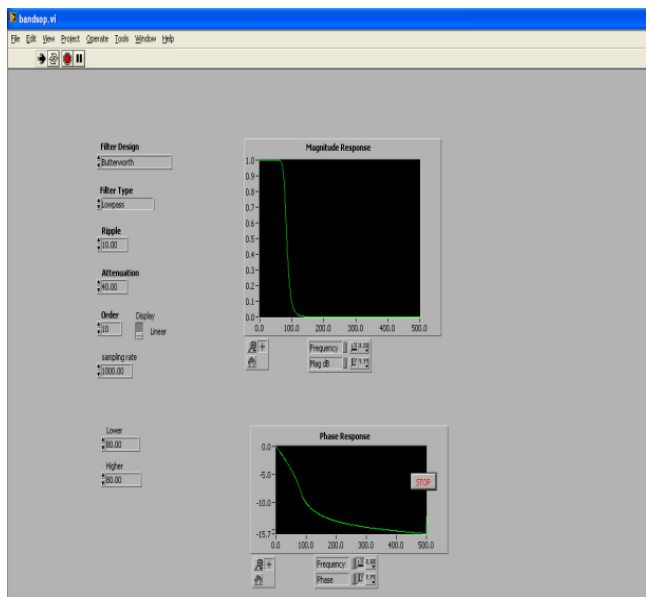 bandsop.vi
File Edit View Project Operate Tools Window Help
Filter Design
Butterworth
Filter Type
Lowpass
Ripple
10.00
Attenuation
40.00
Order
10
Display
Linear
sampling rate
1000.00
Lower
80.00
Higher
80.00
Magnitude Response
1.0
0.9
0.8
0.7
0.6
0.5
0.4
0.3
0.2
0.1
0.0
0.0 100.0 200.0 300.0 400.0 500.0
Frequency
Mag dB
Phase Response
0.0
-5.0
-10.0
-15.7
0.0 100.0 200.0 300.0 400.0 500.0
STOP
Frequency
Phase